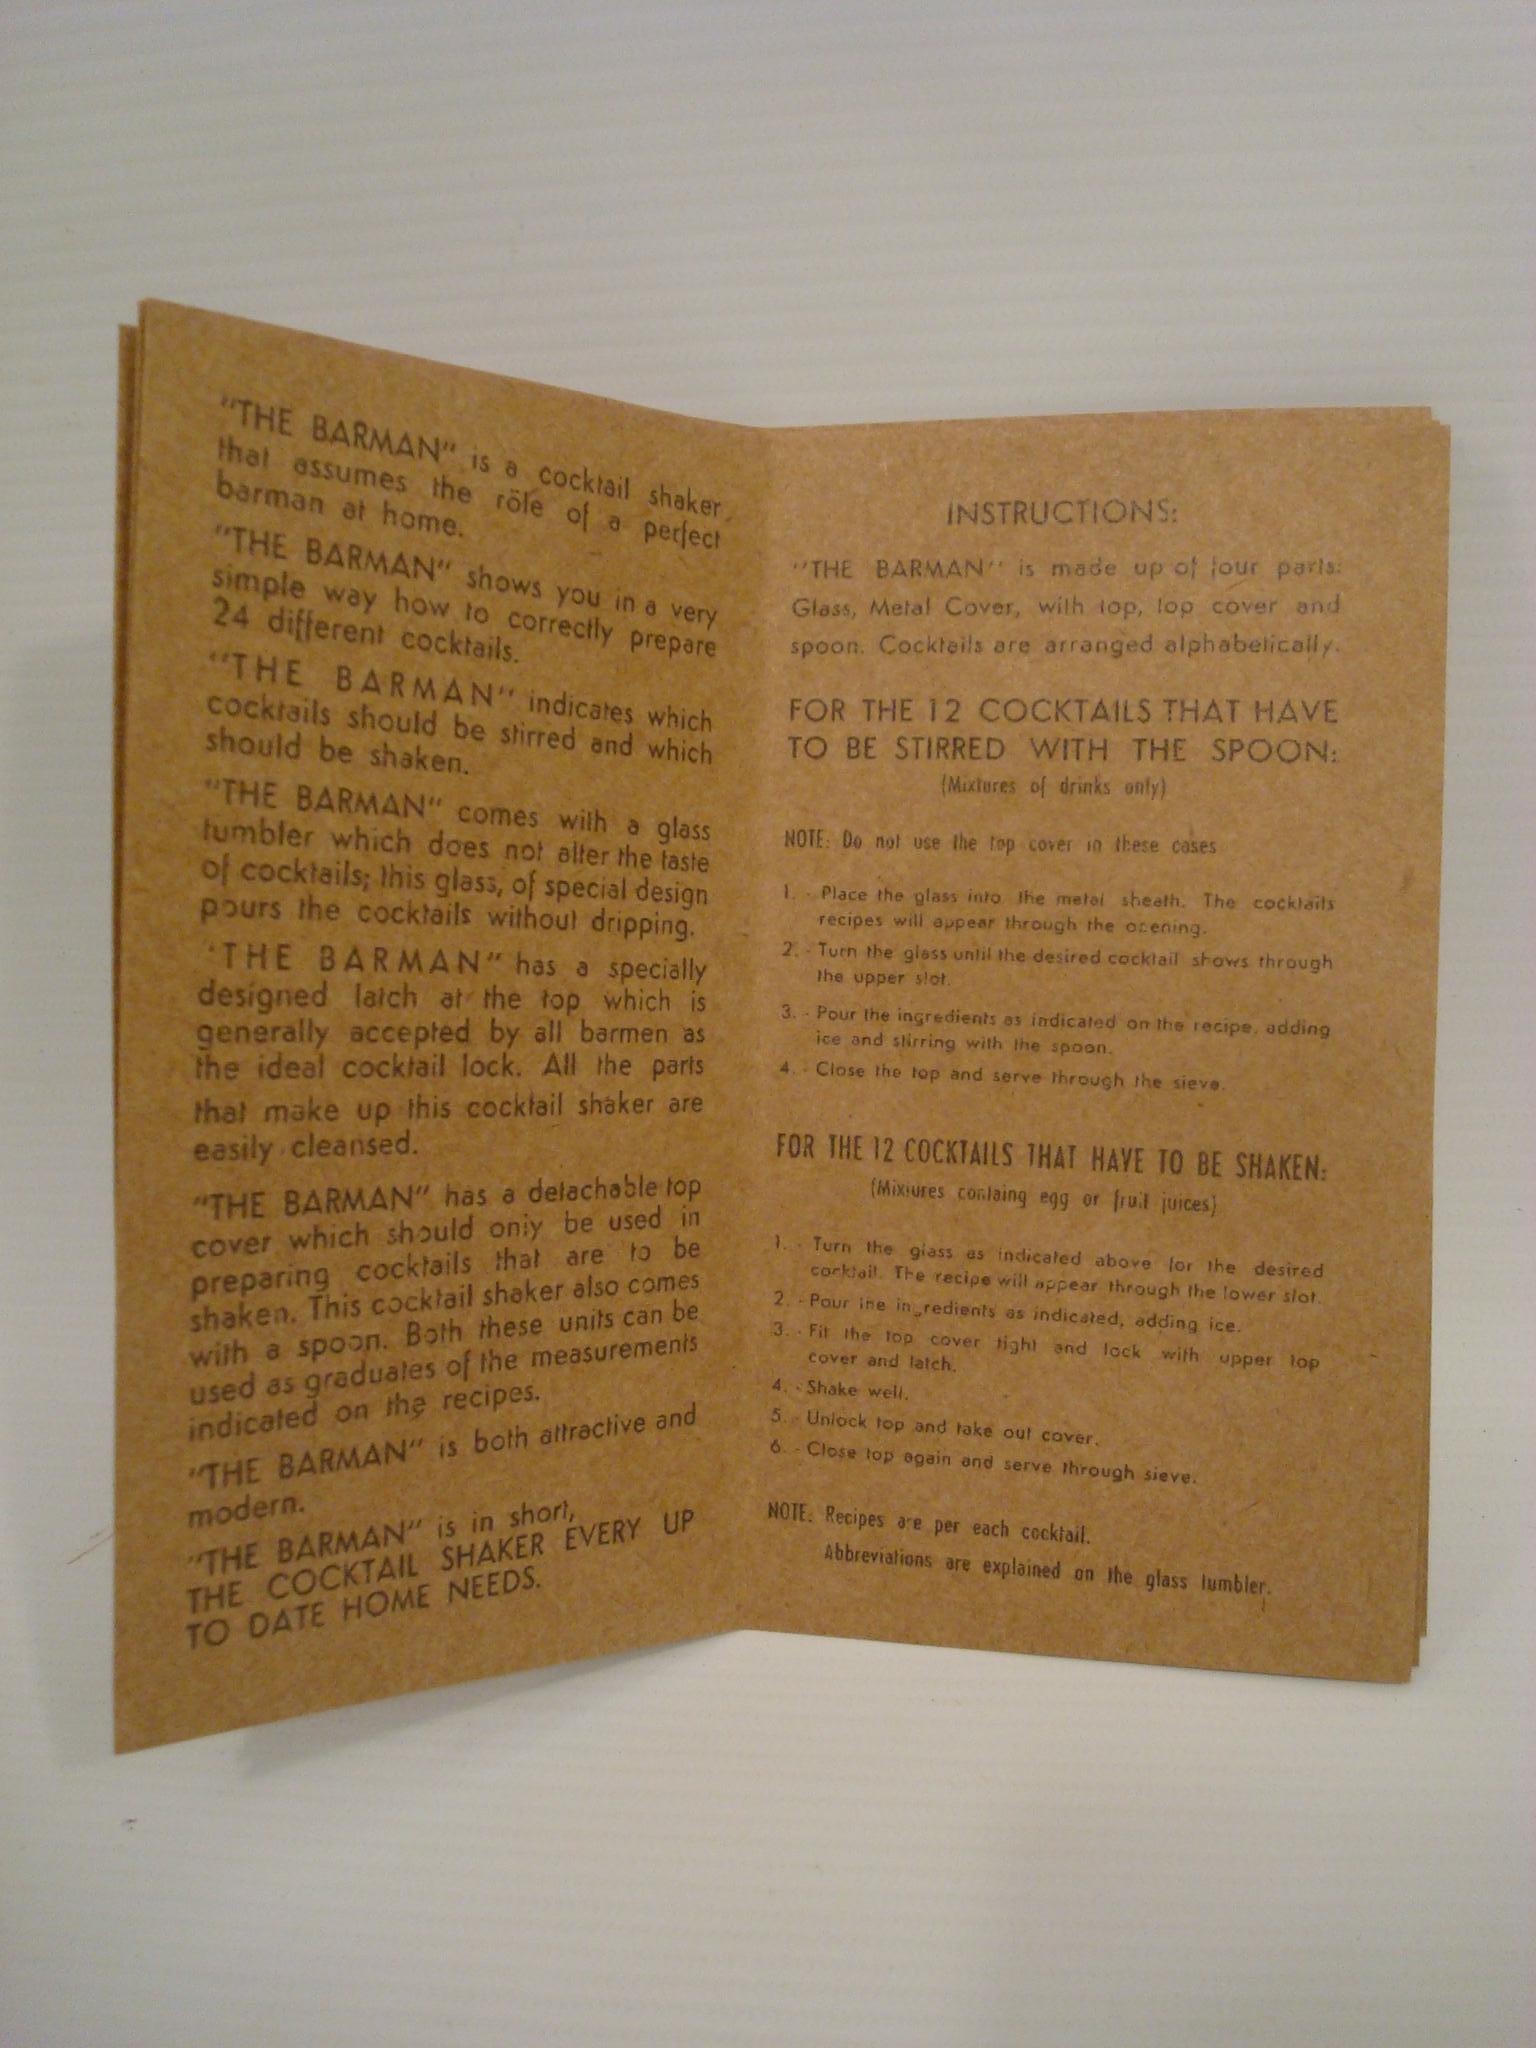 "THE BARMAN" is a cocktail shaker
that assumes the röle of a perfect
barman at home.
"THE BARMAN" shows you in a very
simple way how to correctly prepare
24 different cocktails.
"THE BARMAN" indicates which
cocktails should be stirred and which
should be shaken.
"THE BARMAN" comes with a glass
tumbler which does not alter the taste
of cocktails; this glass, of special design
pours the cocktails without dripping.
"THE BARMAN" has a specially
designed latch at the top which is
generally accepted by all barmen as
the ideal cocktail lock. All the parts
that make up this cocktail shaker are
easily cleansed.
"THE BARMAN" has a detachable top
cover which should only be used in
preparing cocktails that are to be
shaken. This cocktail shaker also comes
with a spoon. Both these units can be
used as graduates of the measurements
indicated on the recipes.
"THE BARMAN" is both attractive and
modern.
"THE BARMAN" is in short,
THE COCKTAIL SHAKER EVERY UP
TO DATE HOME NEEDS.
INSTRUCTIONS:
"THE BARMAN" is made up of four parts:
Glass, Metal Cover, with top, top cover and
spoon. Cocktails are arranged alphabetically.
FOR THE 12 COCKTAILS THAT HAVE
TO BE STIRRED WITH THE SPOON:
(Mixtures of drinks only)
NOTE: Do not use the top cover in these cases
1. - Place the glass into the metal sheath. The cocktails
recipes will appear through the opening.
2. - Turn the glass until the desired cocktail shows through
the upper slot.
3. - Pour the ingredients as indicated on the recipe, adding
ice and stirring with the spoon.
4. - Close the top and serve through the sieve.
FOR THE 12 COCKTAILS THAT HAVE TO BE SHAKEN:
(Mixtures containg egg or fruit juices)
1. - Turn the glass as indicated above for the desired
cocktail. The recipe will appear through the lower slot.
2. - Pour the ingredients as indicated, adding ice.
3. - Fit the top cover tight and lock with upper top
cover and latch.
4. - Shake well.
5. - Unlock top and take out cover.
6. - Close top again and serve through sieve.
NOTE: Recipes are per each cocktail.
Abbreviations are explained on the glass tumbler.